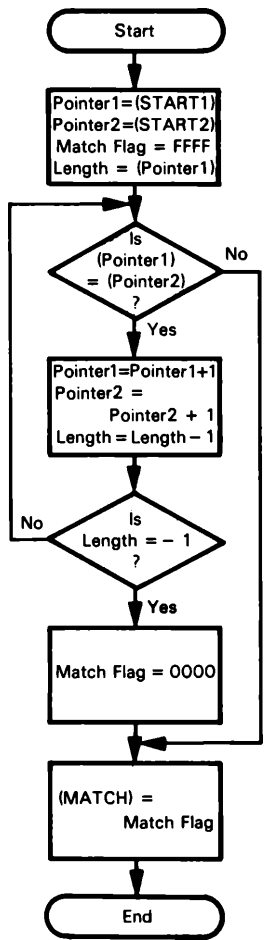 Start
Pointer1=(START1)
Pointer2=(START2)
Match Flag = FFFF
Length = (Pointer1)
Is
(Pointer1)
= (Pointer2)
?
No
Yes
Pointer1=Pointer1+1
Pointer2 =
Pointer2 + 1
Length=Length-1
Is
Length = - 1
?
No
Yes
Match Flag = 0000
(MATCH) =
Match Flag
End